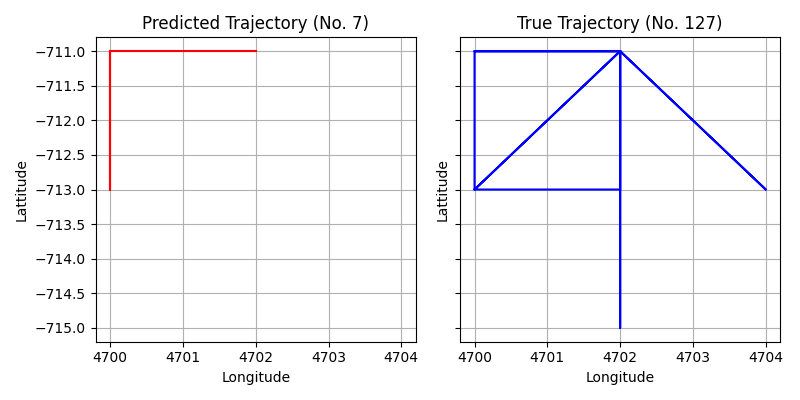 Predicted Trajectory (No. 7)
True Trajectory (No. 127)
−711.0
−711.5
−712.0
−712.5
−713.0
−713.5
−714.0
−714.5
−715.0
Lattitude
Lattitude
4700 4701 4702 4703 4704
4700 4701 4702 4703 4704
Longitude
Longitude